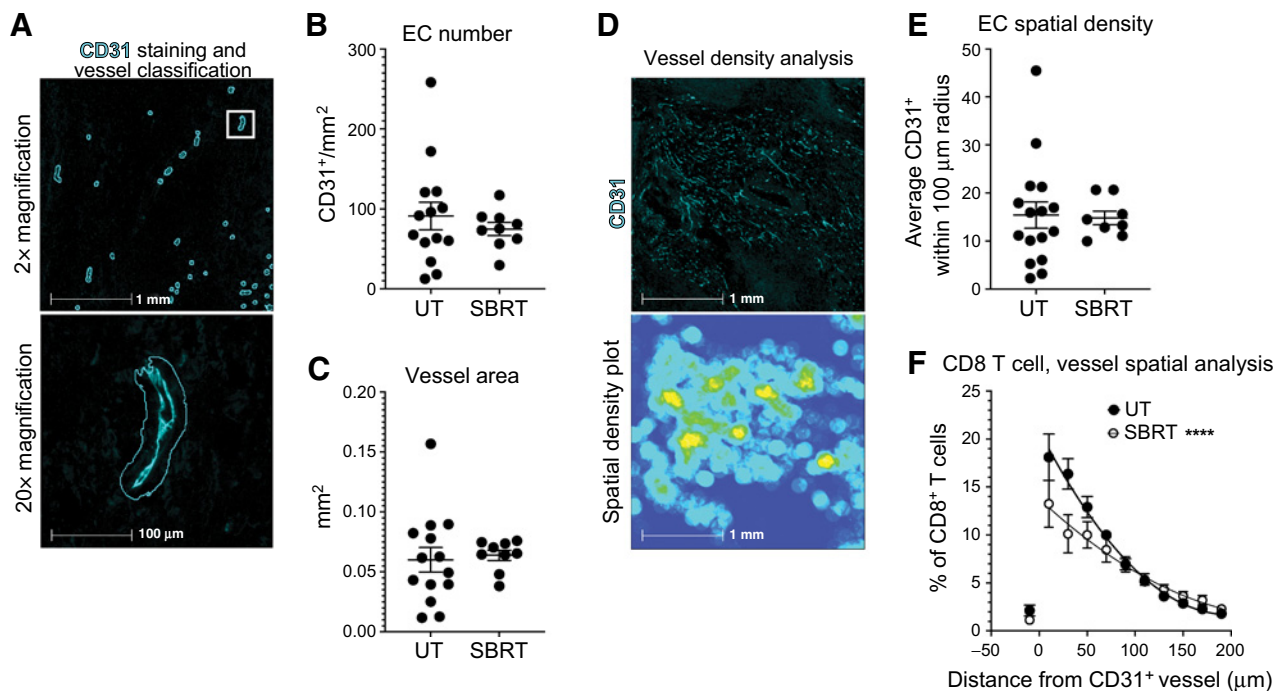 A
CD31 staining and
vessel classification
2× magnification
1 mm
20× magnification
100 μm
B
EC number
CD31⁺/mm²
300
200
100
0
UT
SBRT
C
Vessel area
mm²
0.20
0.15
0.10
0.05
0.00
UT
SBRT
D
Vessel density analysis
CD31
1 mm
Spatial density plot
1 mm
E
EC spatial density
Average CD31⁺
within 100 μm radius
50
40
30
20
10
0
UT
SBRT
F
CD8 T cell, vessel spatial analysis
% of CD8⁺ T cells
25
20
15
10
5
0
UT
SBRT ****
−50
0
50
100
150
200
Distance from CD31⁺ vessel (μm)